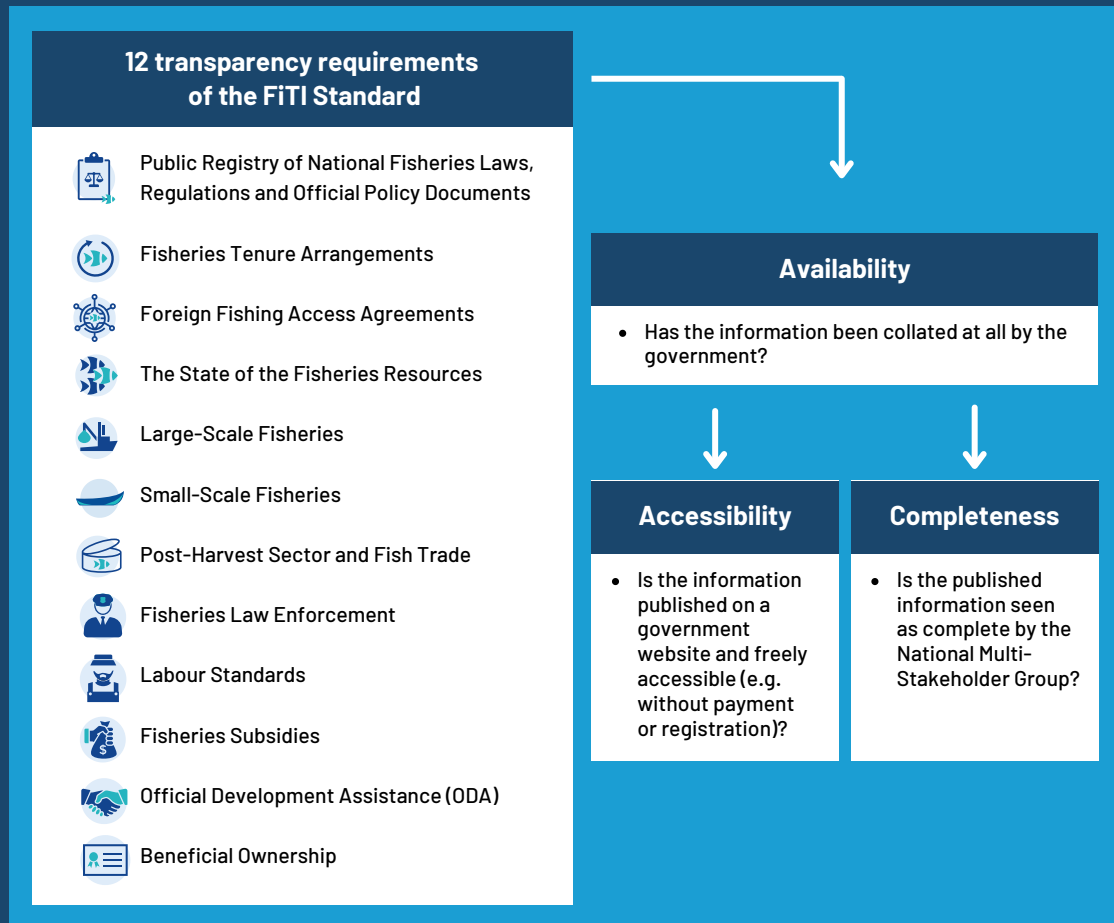 12 transparency requirements
of the FiTI Standard
Public Registry of National Fisheries Laws,
Regulations and Official Policy Documents
Fisheries Tenure Arrangements
Foreign Fishing Access Agreements
The State of the Fisheries Resources
Large-Scale Fisheries
Small-Scale Fisheries
Post-Harvest Sector and Fish Trade
Fisheries Law Enforcement
Labour Standards
$
Fisheries Subsidies
Official Development Assistance (ODA)
Beneficial Ownership
Availability
• Has the information been collated at all by the
government?
Accessibility
• Is the information
published on a
government
website and freely
accessible (e.g.
without payment
or registration)?
Completeness
• Is the published
information seen
as complete by the
National Multi-
Stakeholder Group?